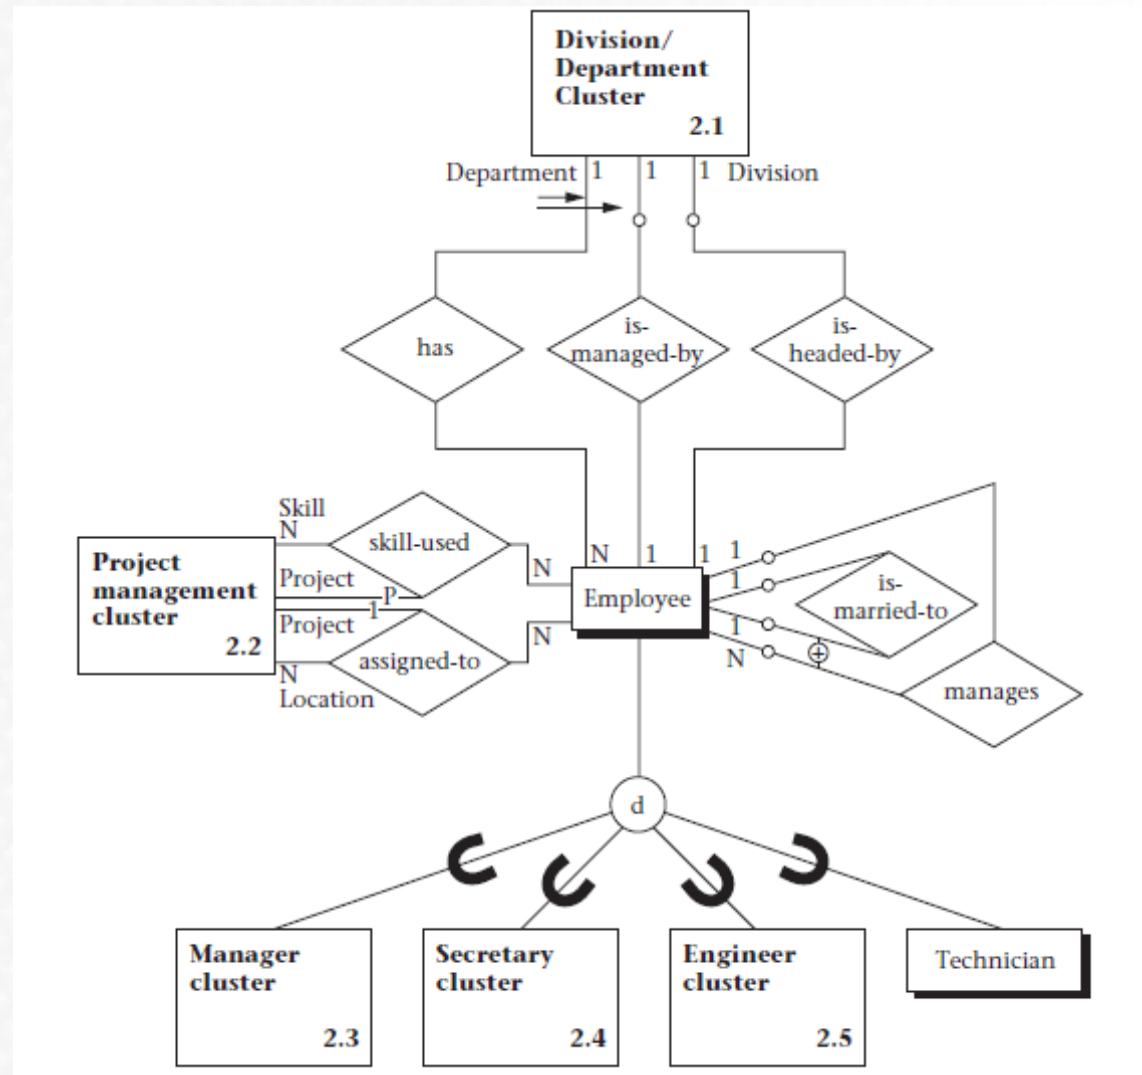 Division/
Department
Cluster
2.1
Department 1 1 1 Division
has
is-
managed-by
is-
headed-by
Skill
N
skill-used
N
N 1 1 1
Project
management
cluster
2.2
Project
P
1
Project
Employee
1
is-
married-to
1
N
N
assigned-to
N
Location
manages
d
Manager
cluster
2.3
Secretary
cluster
2.4
Engineer
cluster
2.5
Technician